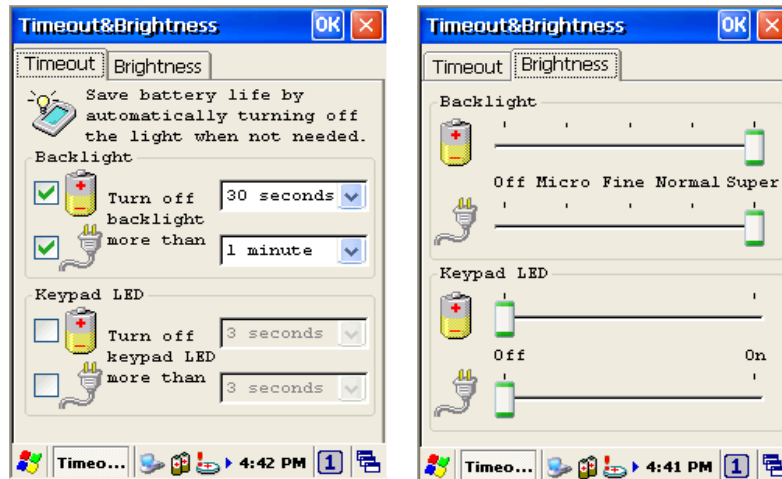 Timeout&Brightness OK
Timeout Brightness
Save battery life by
automatically turning off
the light when not needed.
Backlight
Turn off
backlight
more than
30 seconds
1 minute
Keypad LED
Turn off
keypad LED
more than
3 seconds
3 seconds
Timeo... 4:42 PM 1
Timeout&Brightness OK
Timeout Brightness
Backlight
Off Micro Fine Normal Super
Keypad LED
Off On
Timeo... 4:41 PM 1